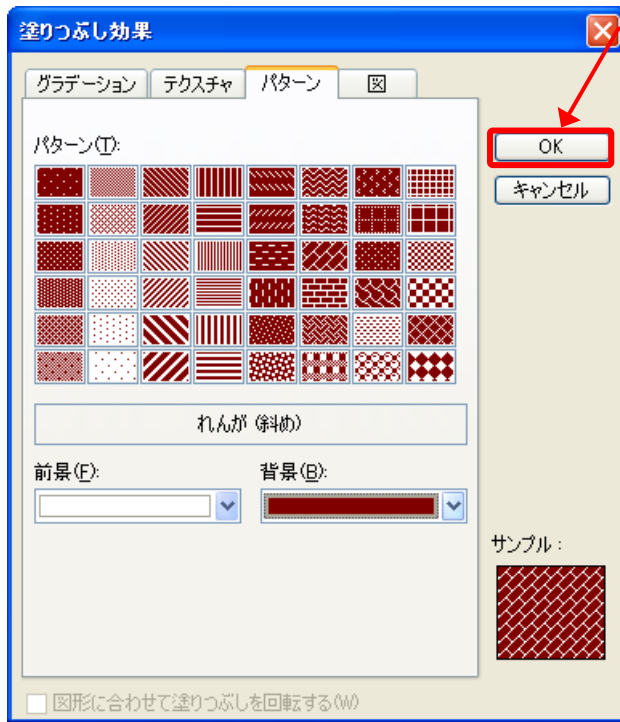 塗りつぶし効果
グラデーション テクスチャ パターン 図
パターン(T):
OK
キャンセル
れんが (斜め)
前景(F): 背景(B):
サンプル :
図形に合わせて塗りつぶしを回転する(W)